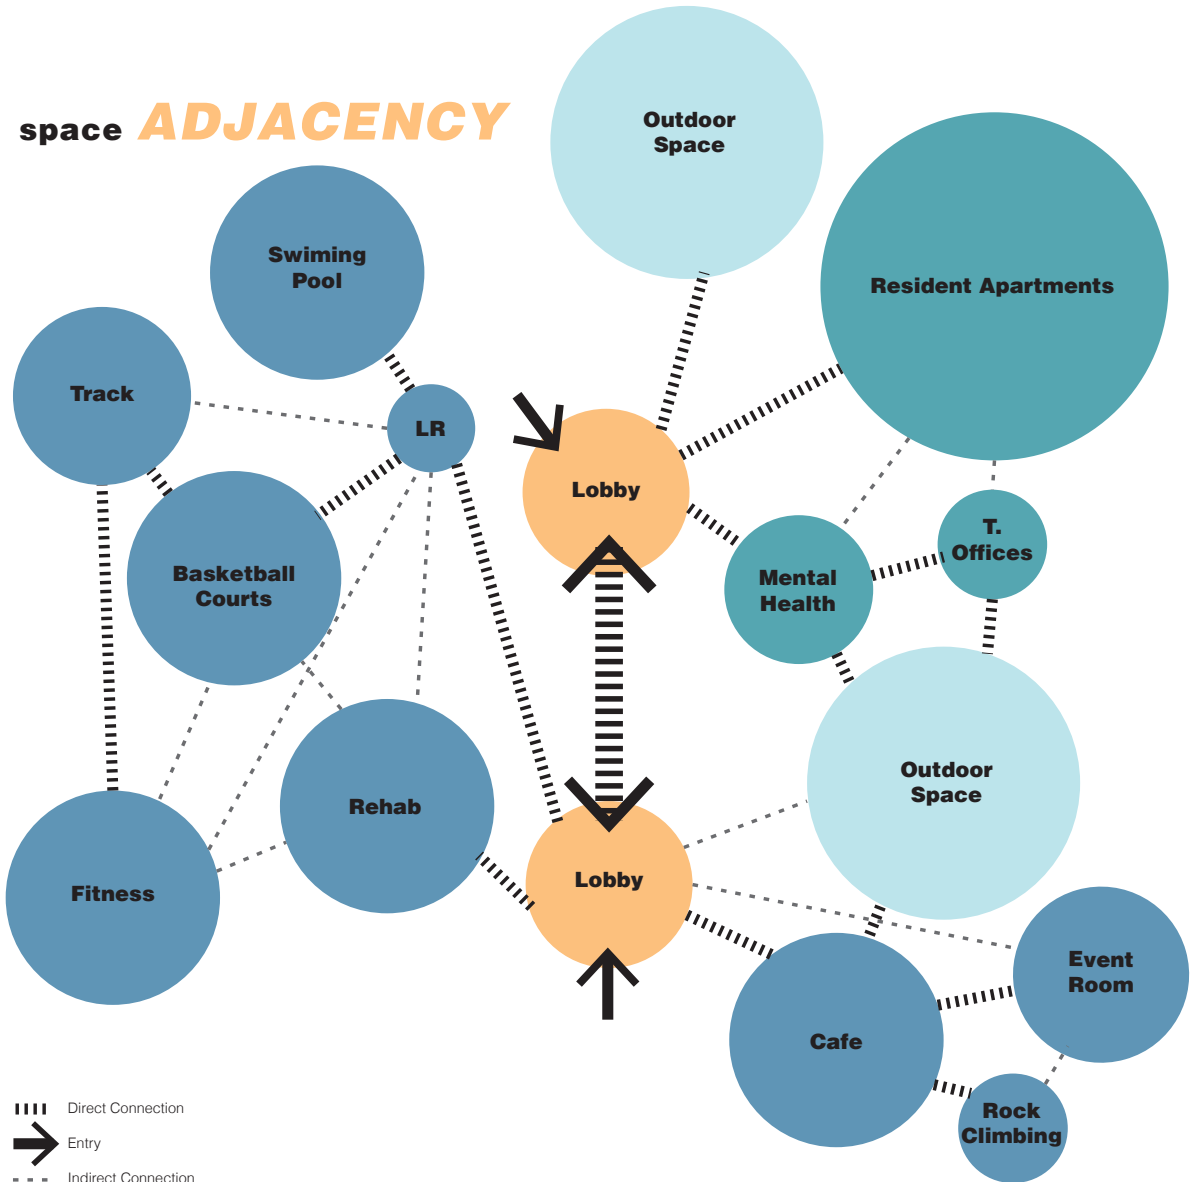 space ADJACENCY
Outdoor
Space
Resident Apartments
Swiming
Pool
Track
LR
Lobby
Basketball
Courts
T.
Offices
Mental
Health
Outdoor
Space
Rehab
Fitness
Lobby
Event
Room
Cafe
Rock
Climbing
Direct Connection
Entry
Indirect Connection